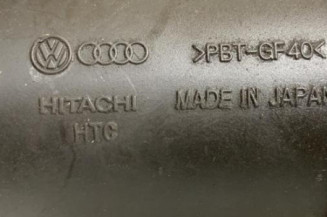 >PBT-GF40<
HITACHI
MADE IN JAPAN
HTC